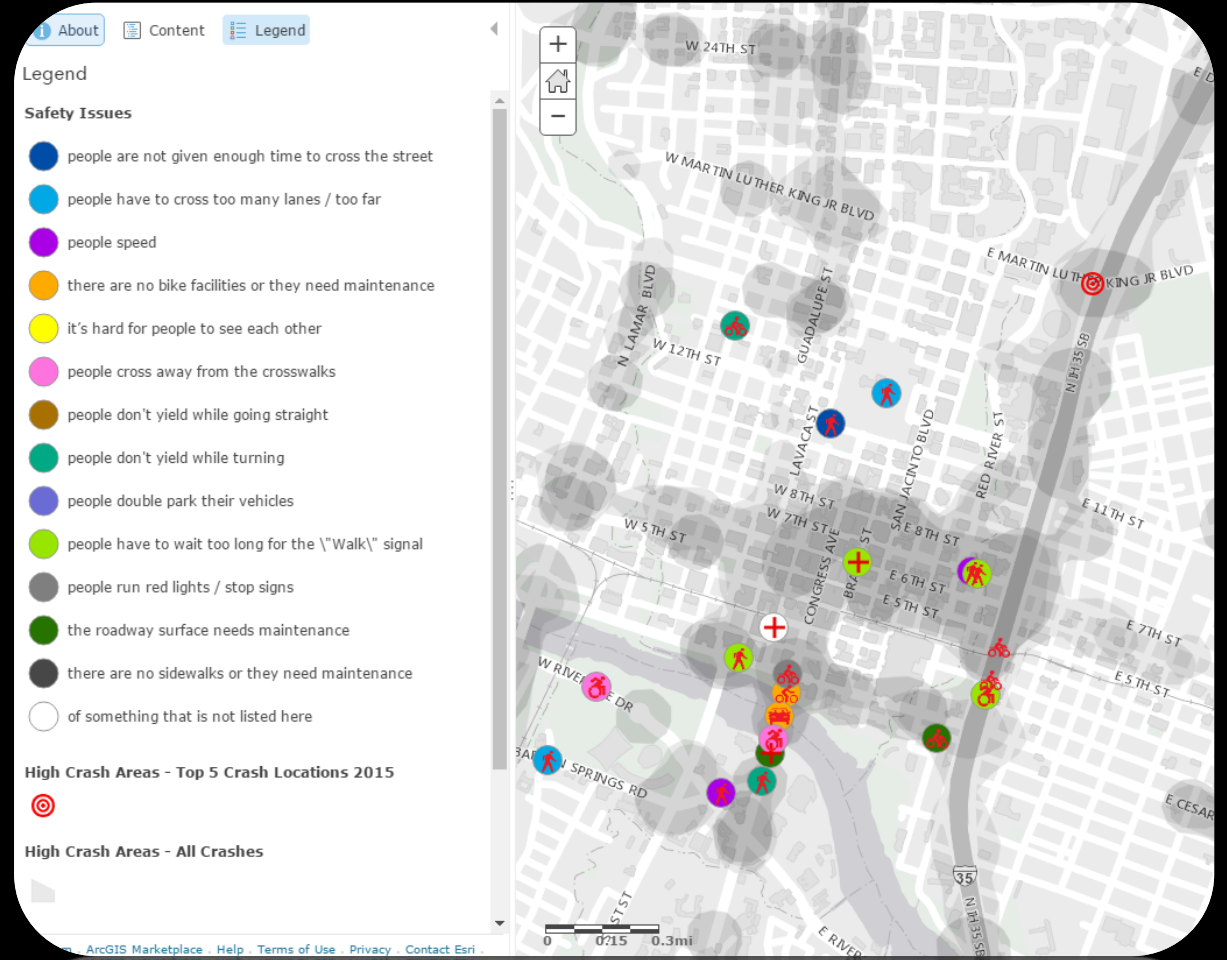 About
Content
Legend
Legend
Safety Issues
people are not given enough time to cross the street
people have to cross too many lanes / too far
people speed
there are no bike facilities or they need maintenance
it's hard for people to see each other
people cross away from the crosswalks
people don't yield while going straight
people don't yield while turning
people double park their vehicles
people have to wait too long for the \"Walk\" signal
people run red lights / stop signs
the roadway surface needs maintenance
there are no sidewalks or they need maintenance
of something that is not listed here
High Crash Areas - Top 5 Crash Locations 2015
High Crash Areas - All Crashes
ArcGIS Marketplace . Help . Terms of Use . Privacy . Contact Esri .
+
−
W 24TH ST
E D
W MARTIN LUTHER KING JR BLVD
E MARTIN LUTH KING JR BLVD
N LAMAR BLVD
GUADALUPE ST
W 12TH ST
N IH 35 SB
LAVACA ST
SAN JACINTO BLVD
RED RIVER ST
W 8TH ST
W 7TH ST
E 8TH ST
E 11TH ST
W 5TH ST
CONGRESS AVE
BRA ST
E 6TH ST
E 5TH ST
E 7TH ST
E 5TH ST
W RIVE E DR
BA N SPRINGS RD
E CESAR
35
N IH 35 SB
ST ST
E RIVER
0 0.15 0.3mi